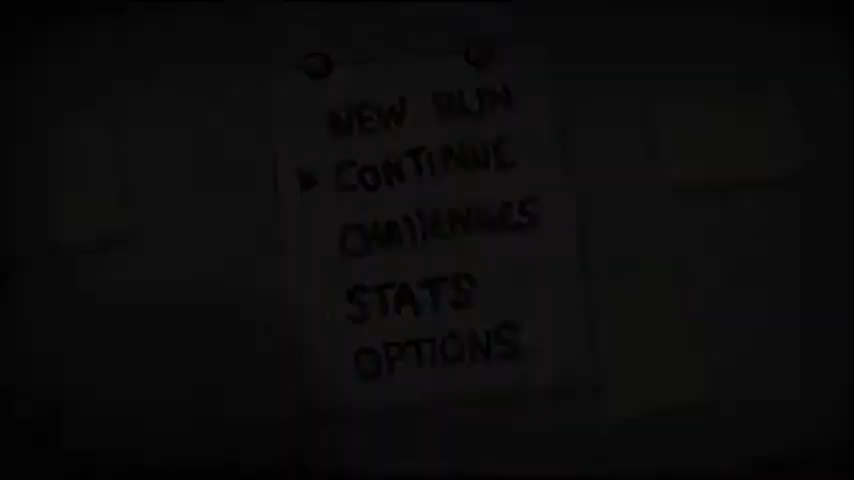 NEW RUN
CONTINUE
CHALLENGES
STATS
OPTIONS